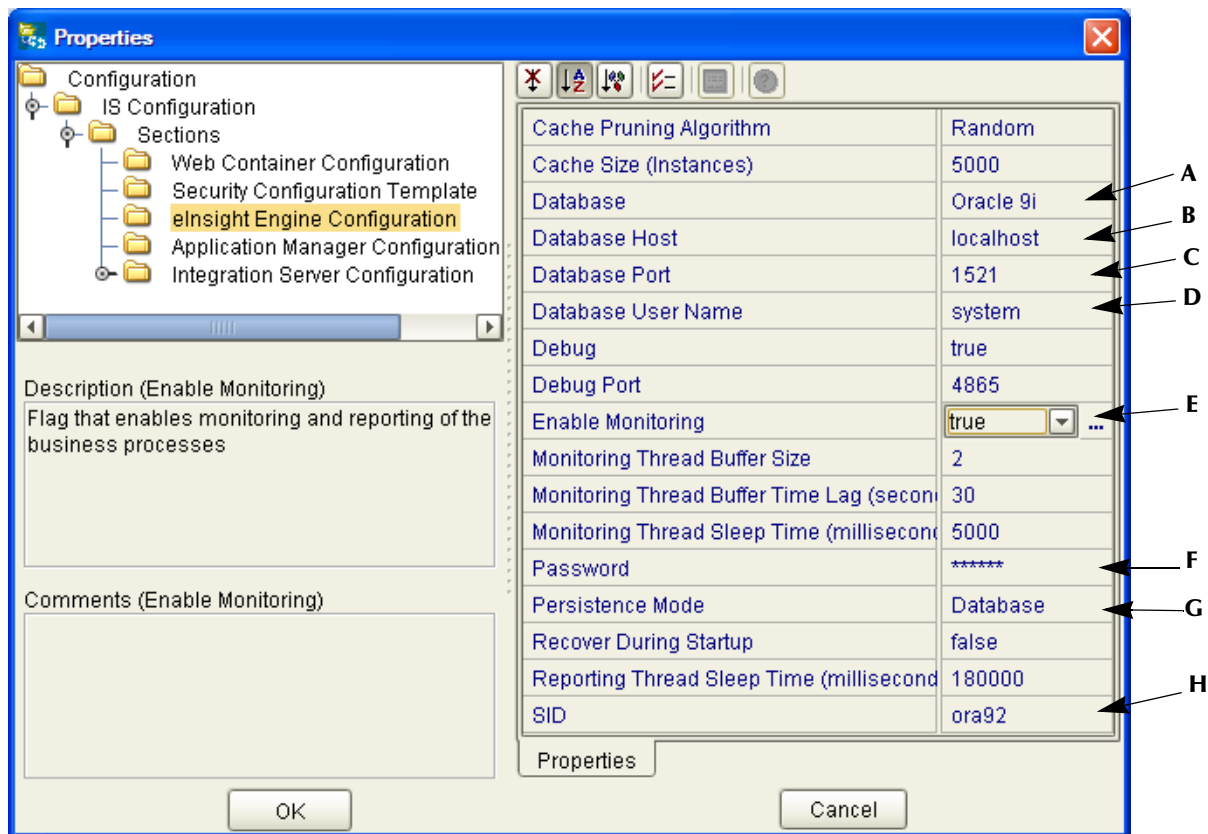 Properties
Configuration
IS Configuration
Sections
Web Container Configuration
Security Configuration Template
eInsight Engine Configuration
Application Manager Configuration
Integration Server Configuration
Description (Enable Monitoring)
Flag that enables monitoring and reporting of the
business processes
Comments (Enable Monitoring)
Cache Pruning Algorithm Random
Cache Size (Instances) 5000
Database Oracle 9i A
Database Host localhost B
Database Port 1521 C
Database User Name system D
Debug true
Debug Port 4865
Enable Monitoring true ... E
Monitoring Thread Buffer Size 2
Monitoring Thread Buffer Time Lag (secon 30
Monitoring Thread Sleep Time (millisecon 5000
Password ****** F
Persistence Mode Database G
Recover During Startup false
Reporting Thread Sleep Time (millisecond 180000
SID ora92 H
Properties
OK Cancel